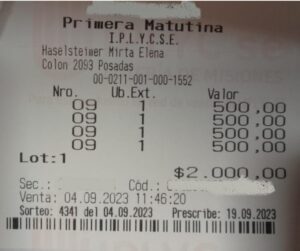 Primera Matutina
I.P.L.Y.C.S.E.
Haselsteimer Mirta Elena
Colon 2093 Posadas
00-0211-001-000-1552
Nro. Ub.Ext. Valor
09 1 500,00
09 1 500,00
09 1 500,00
09 1 500,00
Lot:1
$2.000,00
Sec.: Cód.:
Venta: 04.09.2023 11:46:20
Sorteo: 4341 del 04.09.2023 Prescribe: 19.09.2023